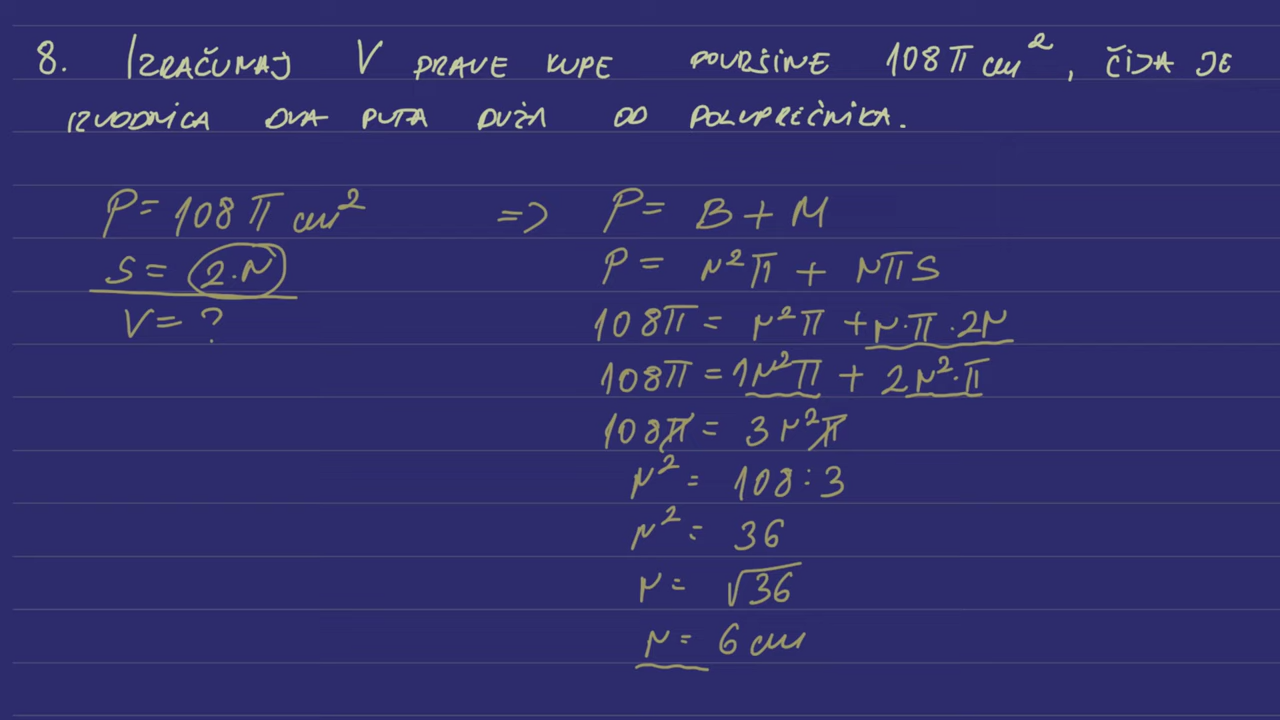 8. IZRAČUNAJ V PRAVE KUPE POVRŠINE 108π cm², ČIJA JE
IZVODNICA DVA PUTA DUŽA OD POLUPREČNIKA.
P = 108π cm² => P = B + M
s = 2·r P = r²π + rπs
V = ? 108π = r²π + r·π·2r
108π = 1r²π + 2r²·π
108π = 3r²π
r² = 108 : 3
r² = 36
r = √36
r = 6 cm